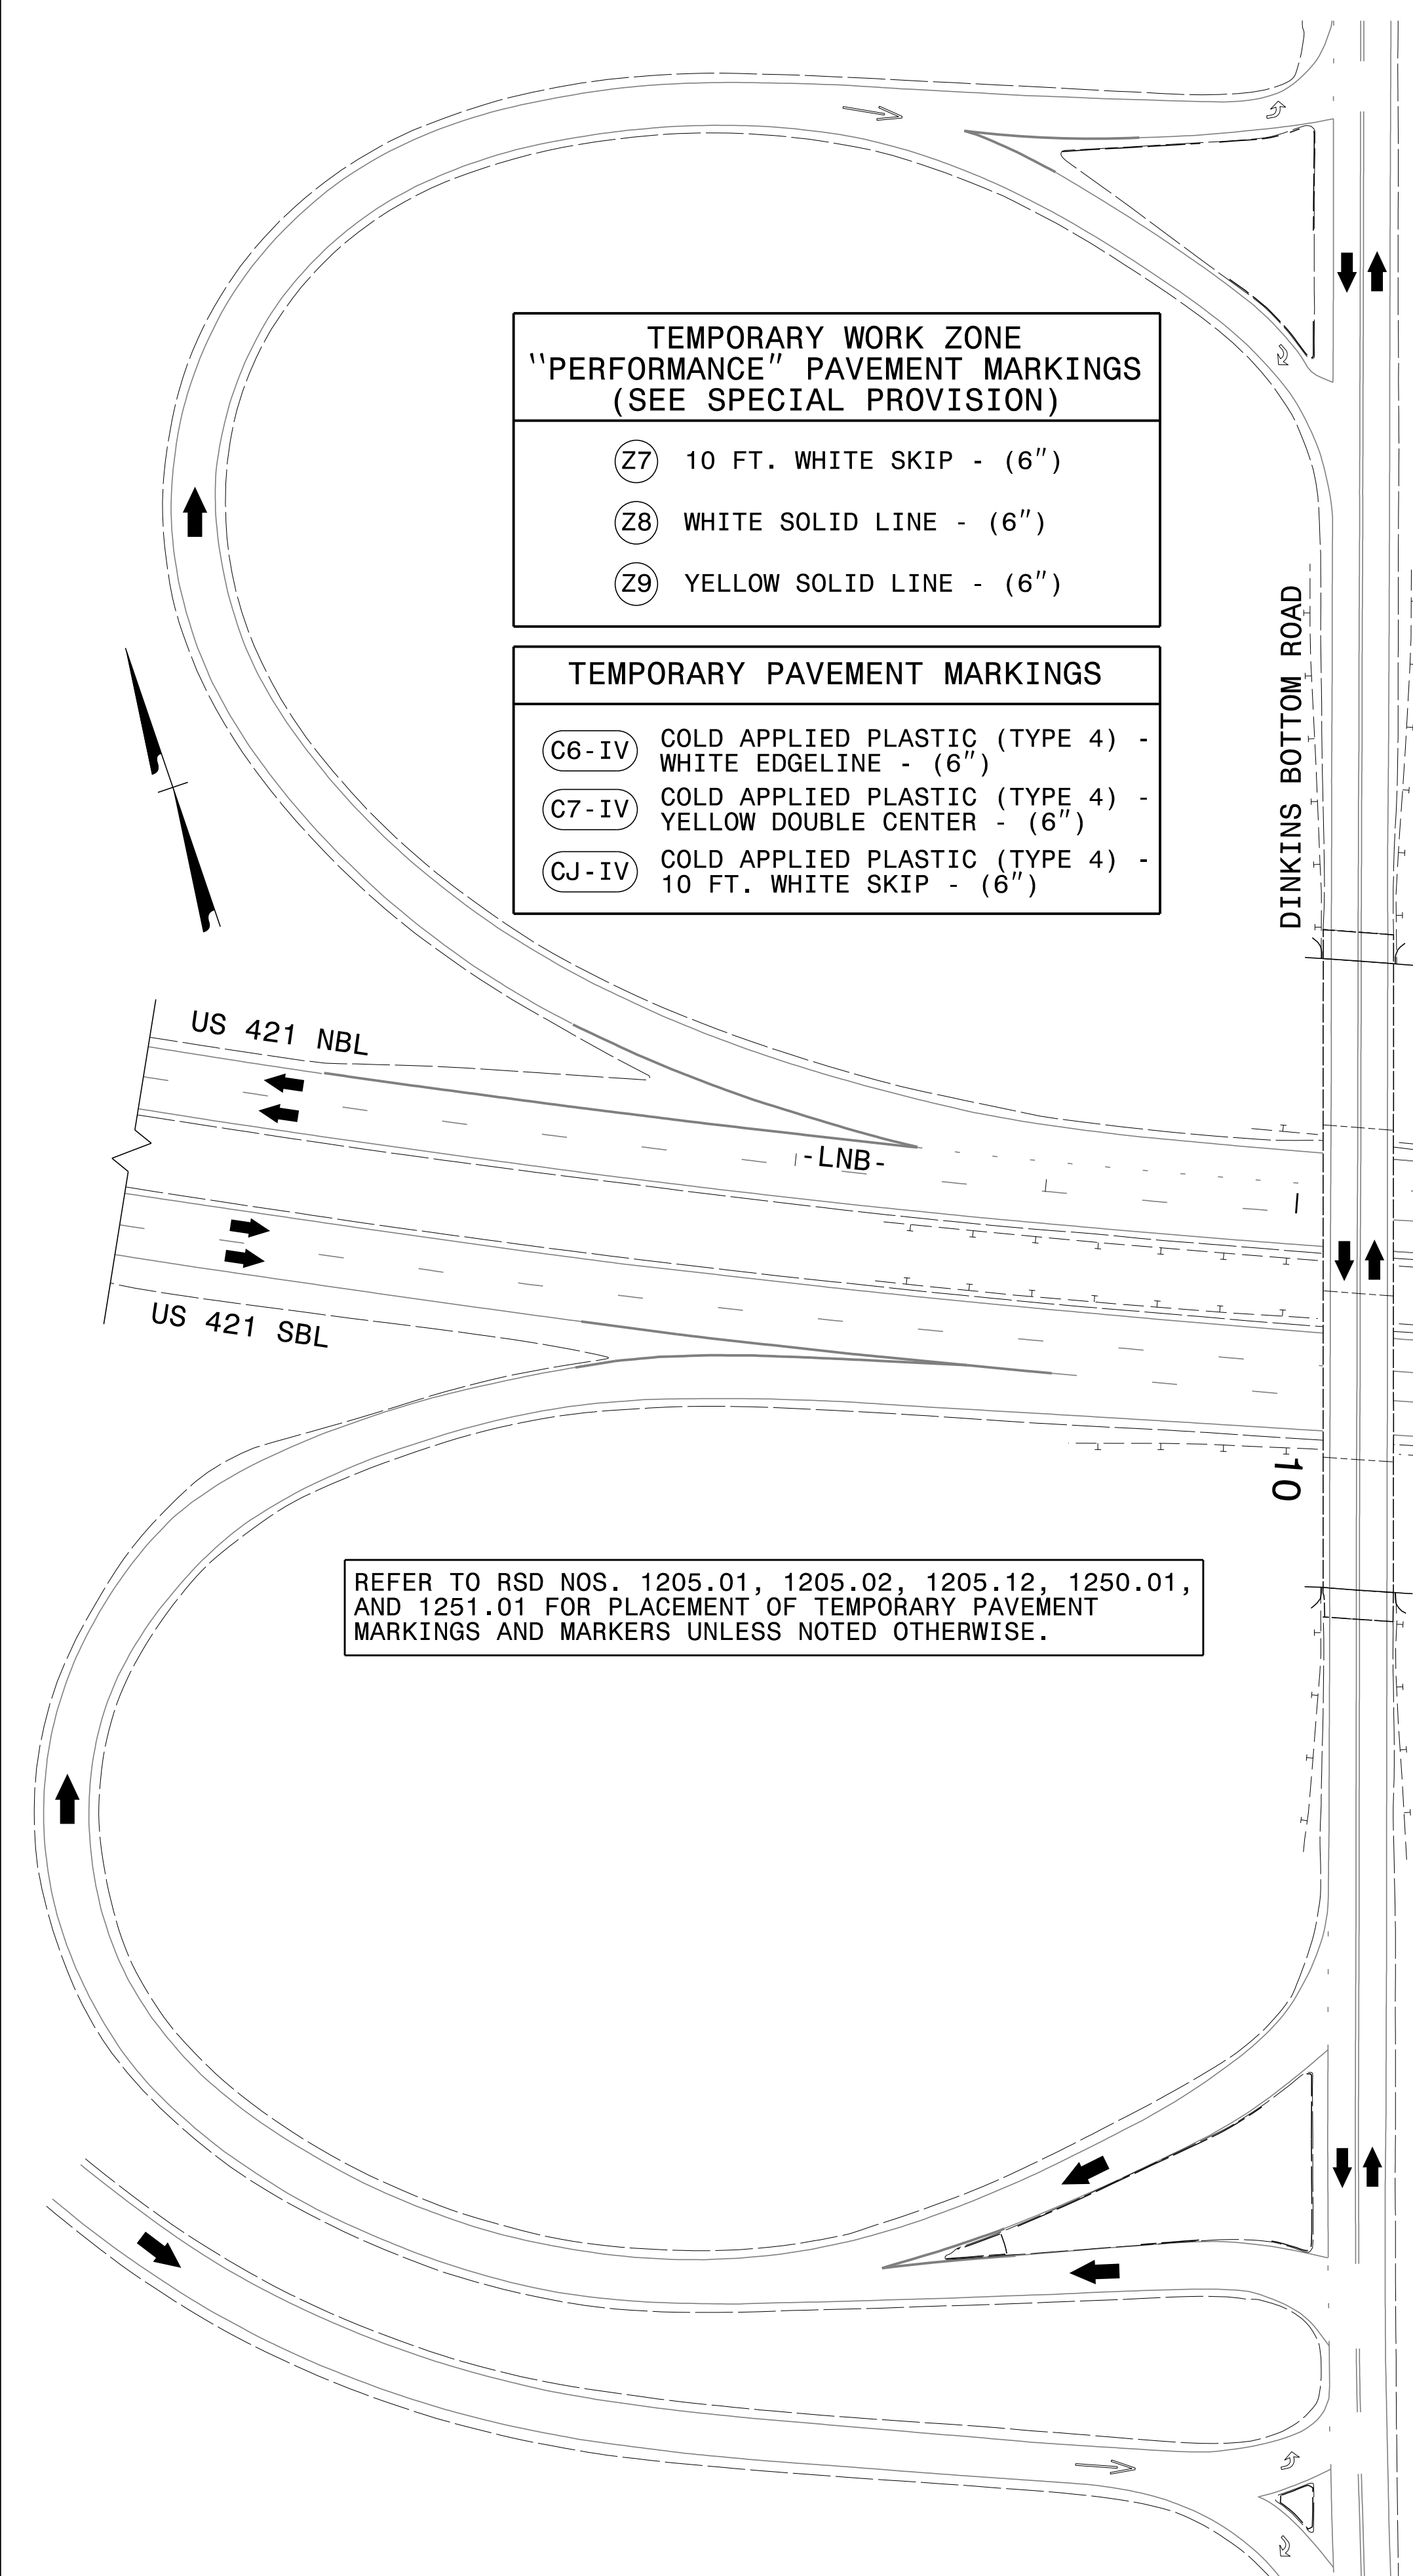 TEMPORARY WORK ZONE
"PERFORMANCE" PAVEMENT MARKINGS
(SEE SPECIAL PROVISION)
Z7 10 FT. WHITE SKIP - (6")
Z8 WHITE SOLID LINE - (6")
Z9 YELLOW SOLID LINE - (6")
TEMPORARY PAVEMENT MARKINGS
C6-IV COLD APPLIED PLASTIC (TYPE 4) -
WHITE EDGELINE - (6")
C7-IV COLD APPLIED PLASTIC (TYPE 4) -
YELLOW DOUBLE CENTER - (6")
CJ-IV COLD APPLIED PLASTIC (TYPE 4) -
10 FT. WHITE SKIP - (6")
DINKINS BOTTOM ROAD
US 421 NBL
-LNB-
US 421 SBL
10
REFER TO RSD NOS. 1205.01, 1205.02, 1205.12, 1250.01,
AND 1251.01 FOR PLACEMENT OF TEMPORARY PAVEMENT
MARKINGS AND MARKERS UNLESS NOTED OTHERWISE.